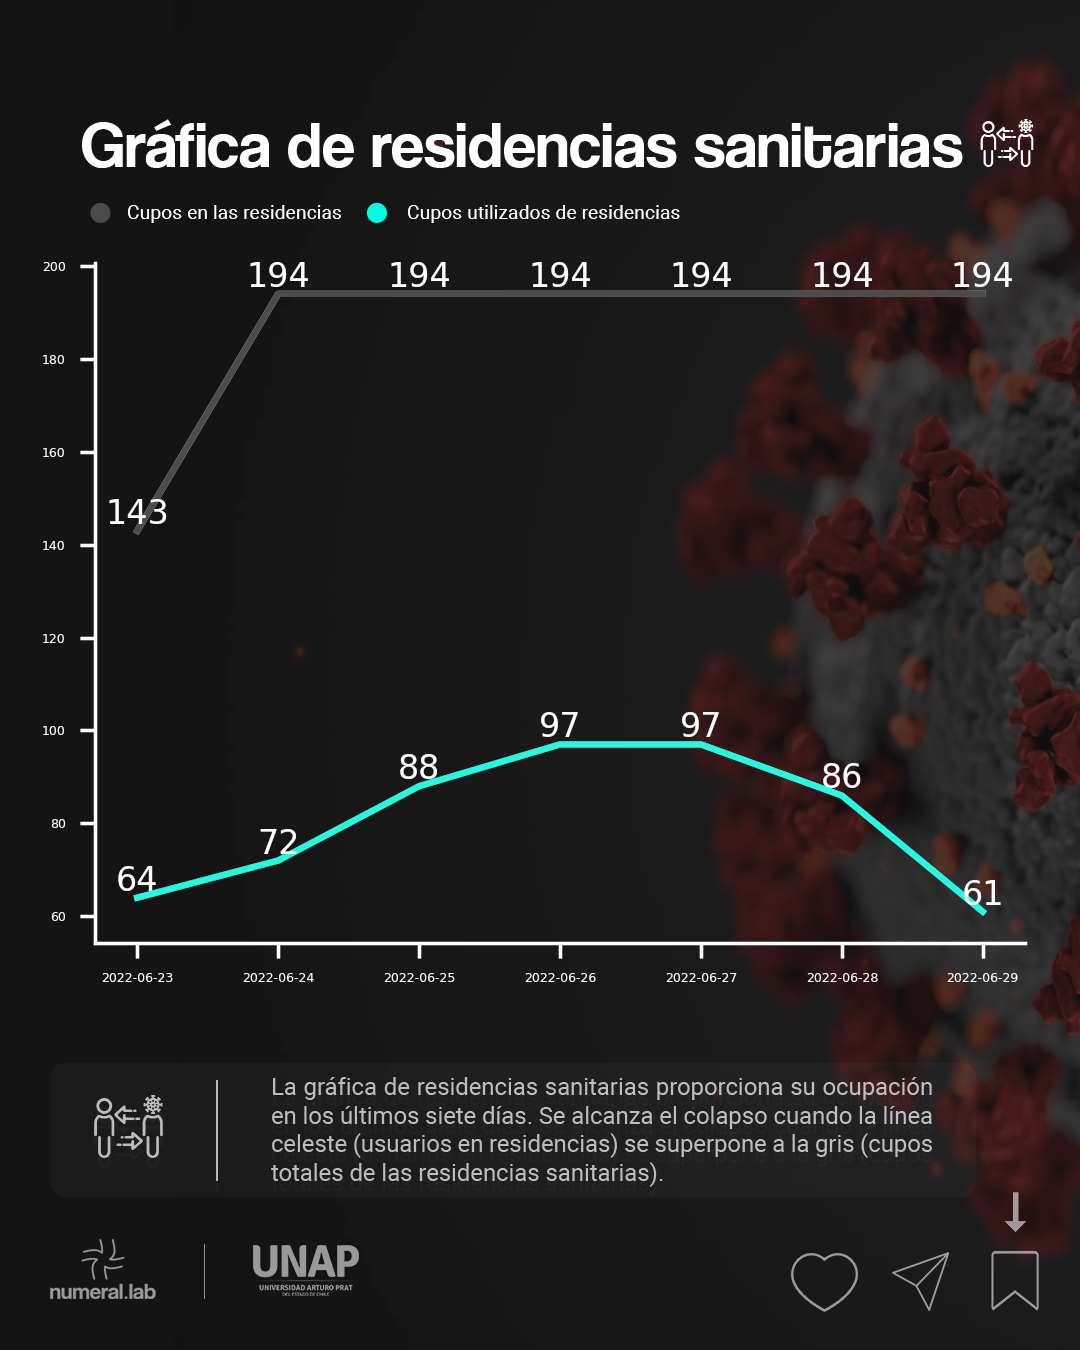 Gráfica de residencias sanitarias
Cupos en las residencias
Cupos utilizados de residencias
200
180
160
140
120
100
80
60
194 194 194 194 194 194
143
64 72 88 97 97 86 61
2022-06-23 2022-06-24 2022-06-25 2022-06-26 2022-06-27 2022-06-28 2022-06-29
La gráfica de residencias sanitarias proporciona su ocupación
en los últimos siete días. Se alcanza el colapso cuando la línea
celeste (usuarios en residencias) se superpone a la gris (cupos
totales de las residencias sanitarias).
numeral.lab
UNAP
UNIVERSIDAD ARTURO PRAT
DEL ESTADO DE CHILE